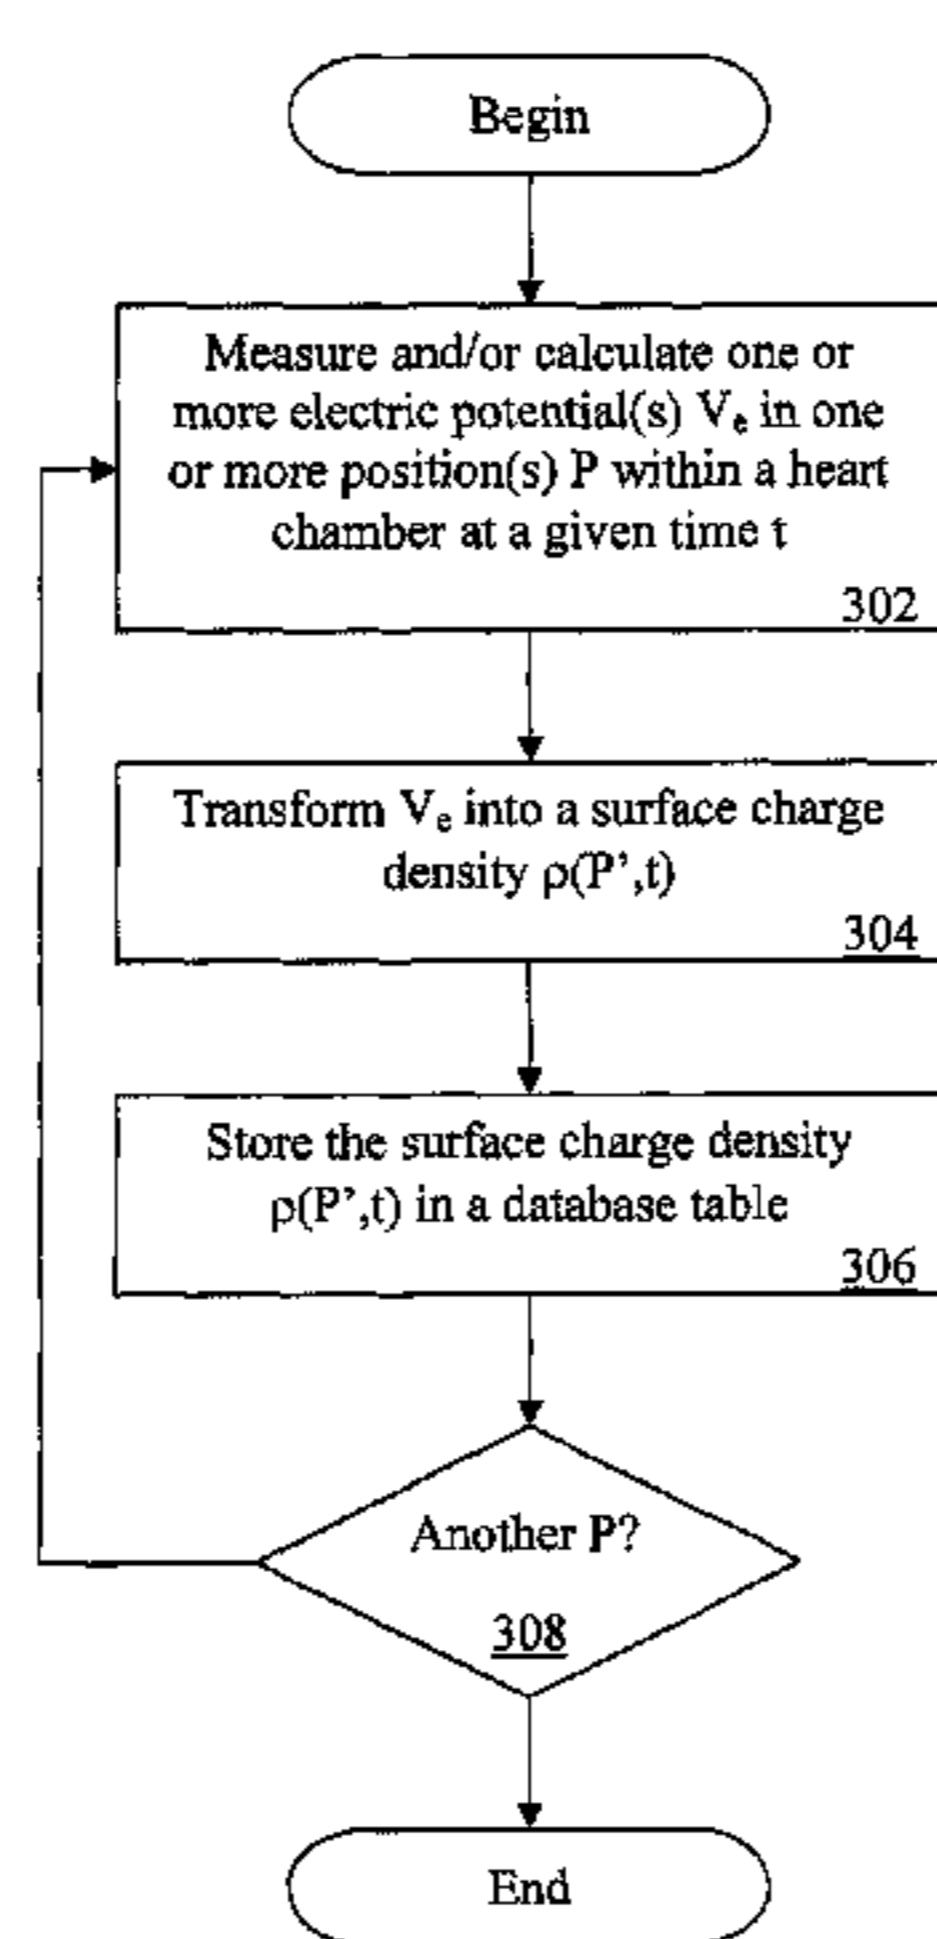 Begin
Measure and/or calculate one or
more electric potential(s) Ve in one
or more position(s) P within a heart
chamber at a given time t
302
Transform Ve into a surface charge
density ρ(P’,t)
304
Store the surface charge density
ρ(P’,t) in a database table
306
Another P?
308
End